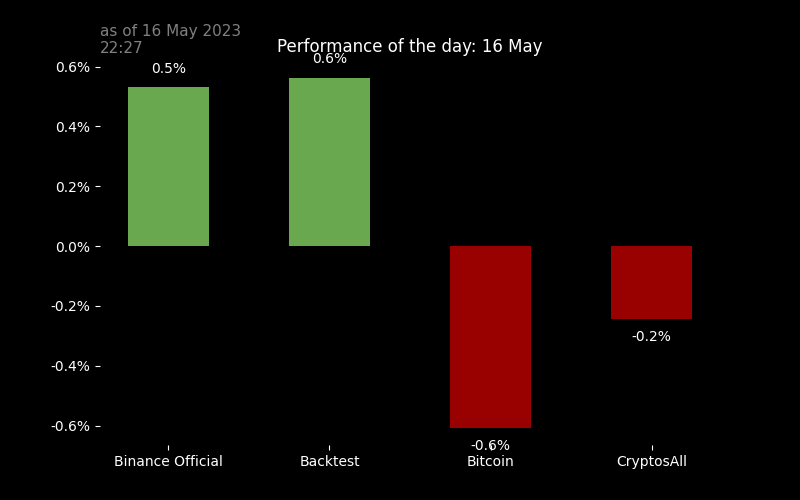 as of 16 May 2023
22:27
Performance of the day: 16 May
0.6%
0.4%
0.2%
0.0%
-0.2%
-0.4%
-0.6%
0.5%
0.6%
-0.6%
-0.2%
Binance Official
Backtest
Bitcoin
CryptosAll